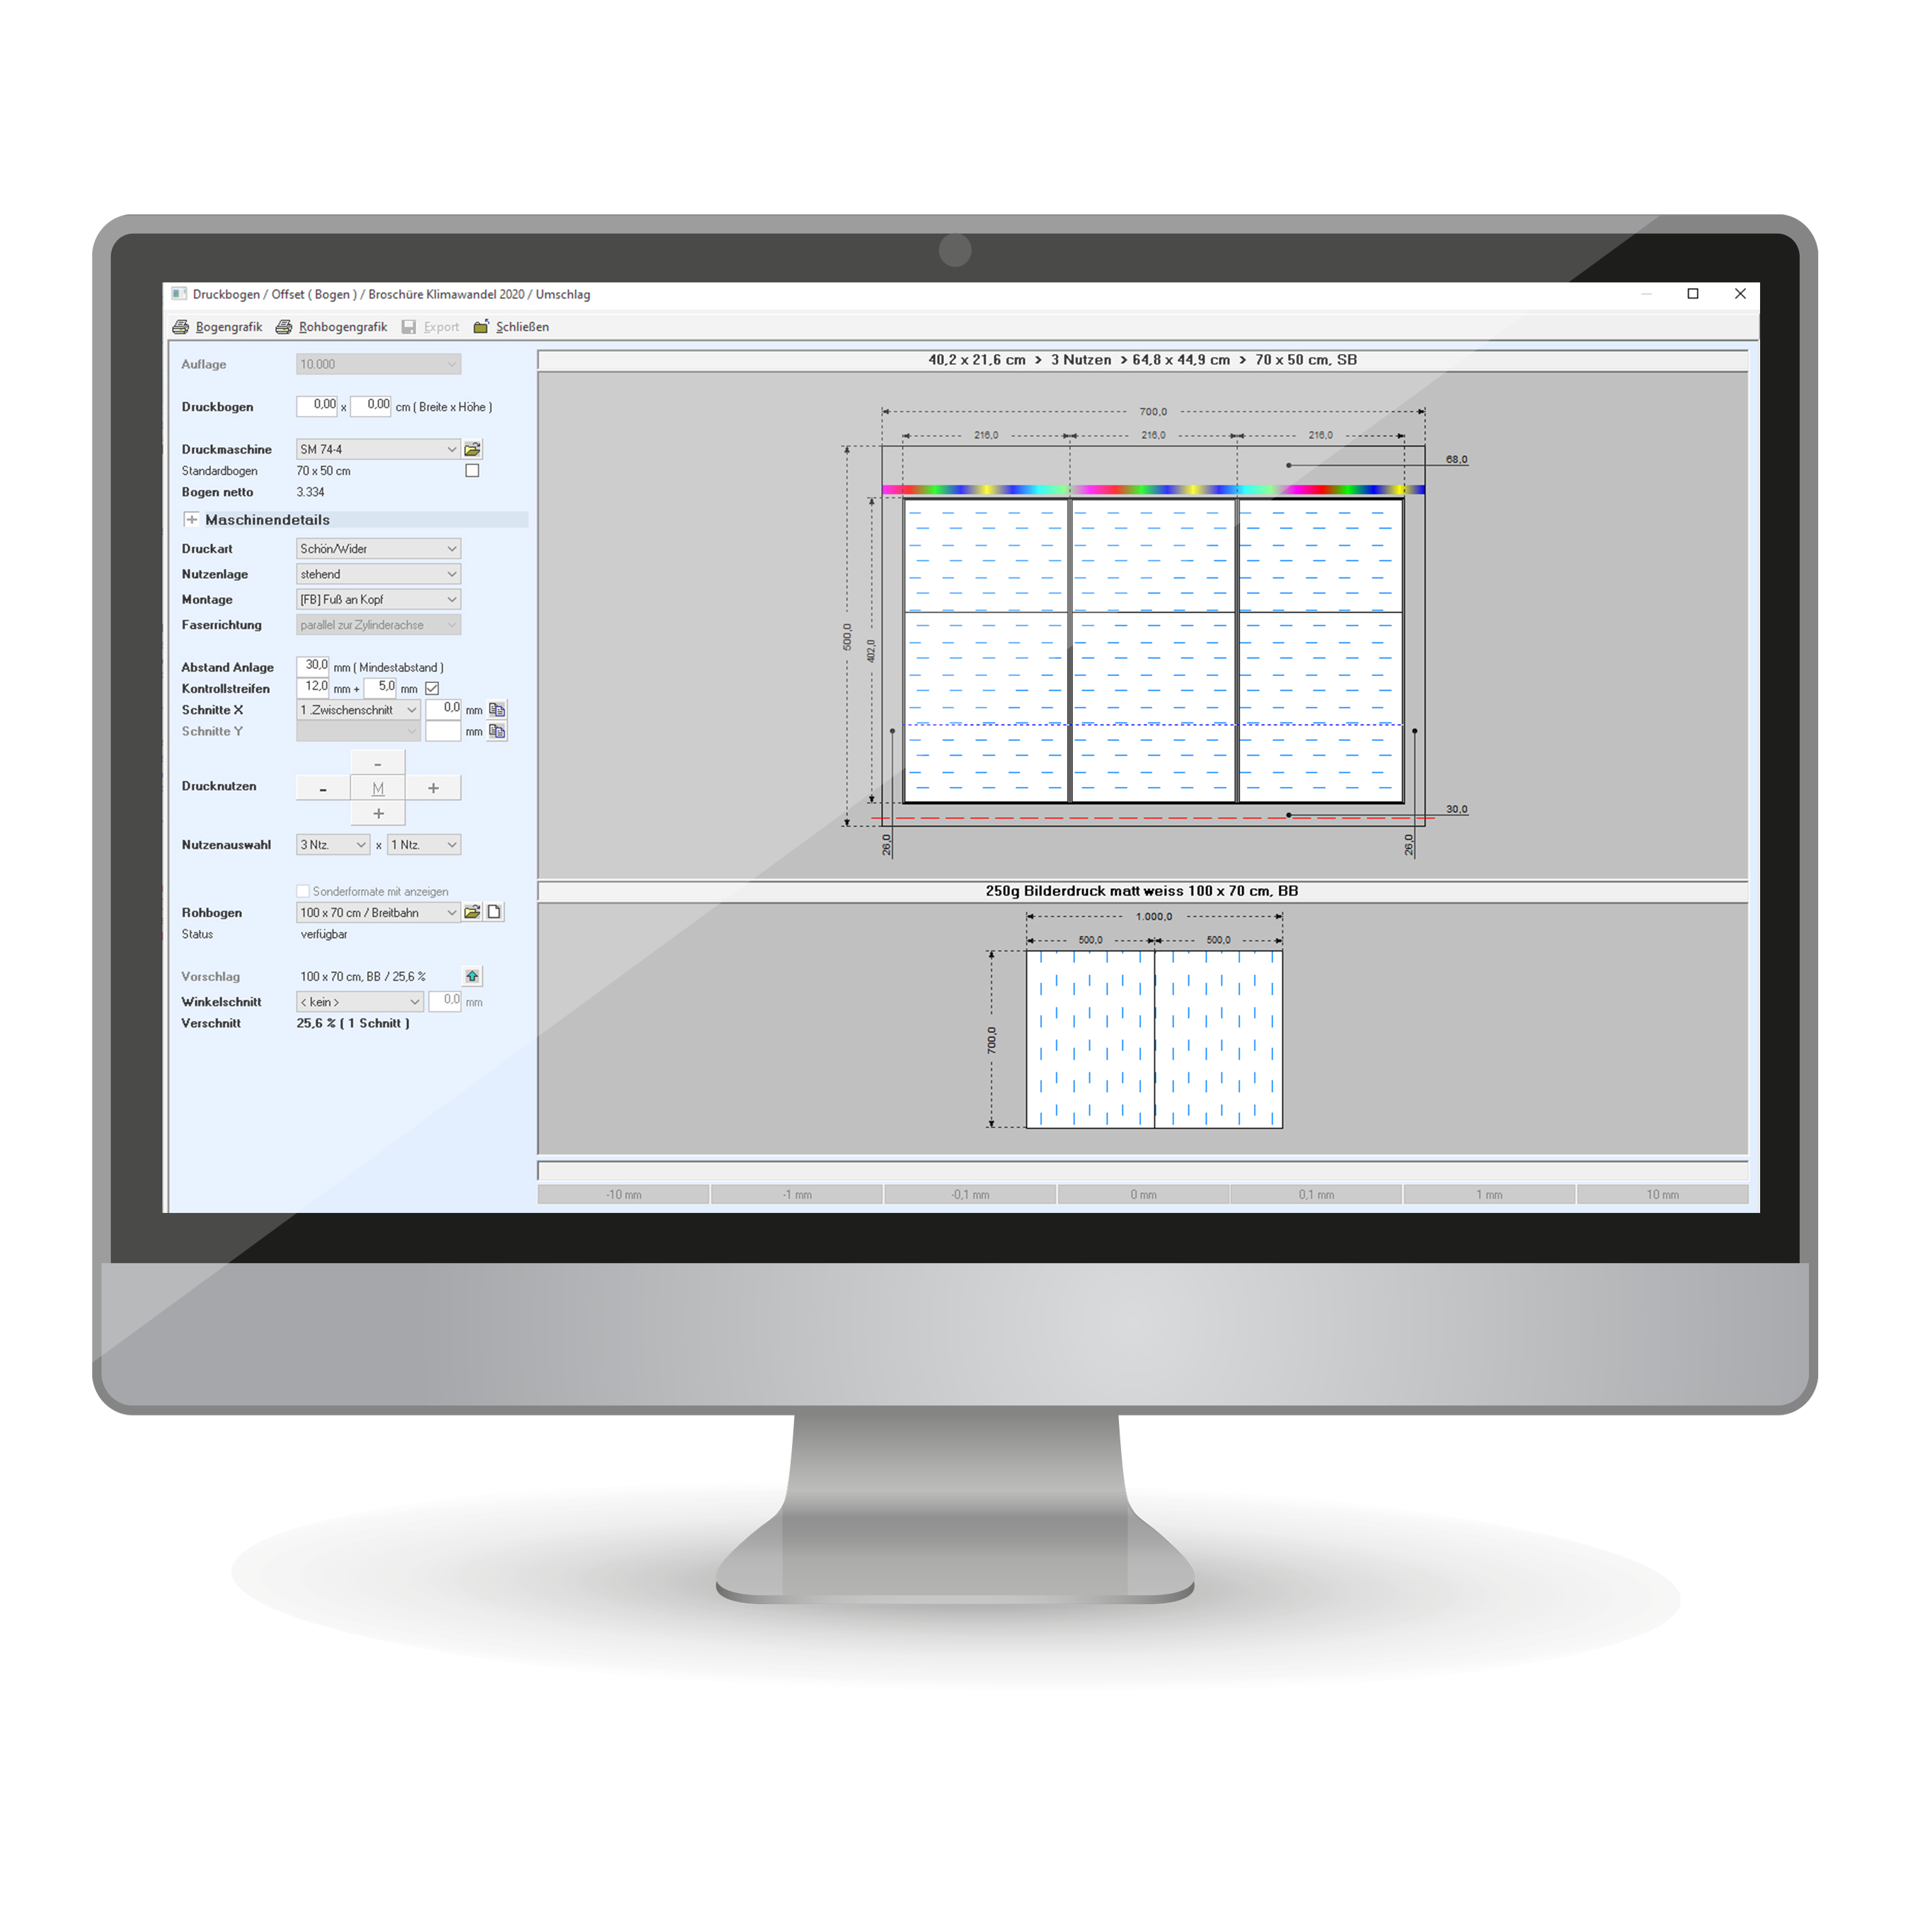 Druckbogen / Offset ( Bogen ) / Broschüre Klimawandel 2020 / Umschlag
Bogengrafik Rohbogengrafik Export Schließen
Auflage 10.000
Druckbogen 0,00 x 0,00 cm ( Breite x Höhe )
Druckmaschine SM 74-4
Standardbogen 70 x 50 cm
Bogen netto 3.334
+ Maschinendetails
Druckart Schön/Wider
Nutzenlage stehend
Montage [FB] Fuß an Kopf
Faserrichtung parallel zur Zylinderachse
Abstand Anlage 30,0 mm ( Mindestabstand )
Kontrollstreifen 12,0 mm + 5,0 mm
Schnitte X 1 .Zwischenschnitt 0,0 mm
Schnitte Y mm
-
Drucknutzen - M +
+
Nutzenauswahl 3 Ntz. x 1 Ntz.
Sonderformate mit anzeigen
Rohbogen 100 x 70 cm / Breitbahn
Status verfügbar
Vorschlag 100 x 70 cm, BB / 25,6 %
Winkelschnitt < kein > 0,0 mm
Verschnitt 25,6 % ( 1 Schnitt )
40,2 x 21,6 cm > 3 Nutzen > 64,8 x 44,9 cm > 70 x 50 cm, SB
700,0
216,0 216,0 216,0
68,0
500,0
402,0
30,0
26,0 26,0
250g Bilderdruck matt weiss 100 x 70 cm, BB
1.000,0
500,0 500,0
700,0
-10 mm -1 mm -0,1 mm 0 mm 0,1 mm 1 mm 10 mm